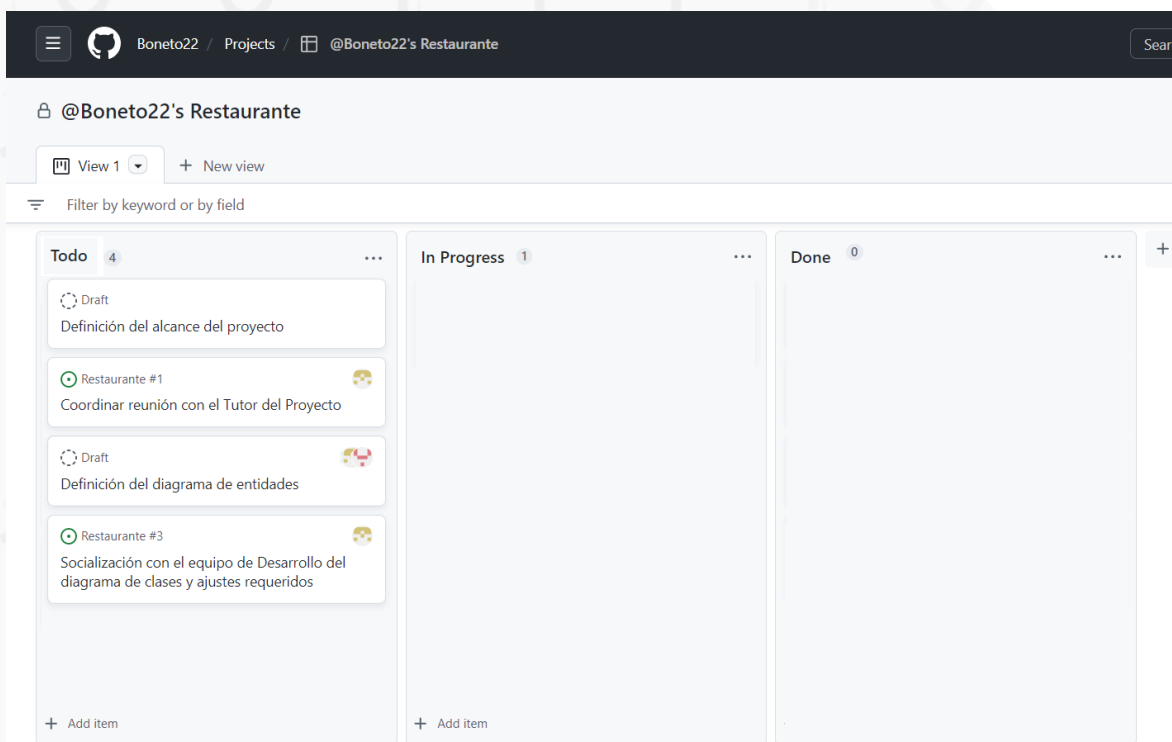 Boneto22 / Projects / @Boneto22's Restaurante
Sear
@Boneto22's Restaurante
View 1
+ New view
Filter by keyword or by field
Todo 4
Draft
Definición del alcance del proyecto
Restaurante #1
Coordinar reunión con el Tutor del Proyecto
Draft
Definición del diagrama de entidades
Restaurante #3
Socialización con el equipo de Desarrollo del
diagrama de clases y ajustes requeridos
+ Add item
In Progress 1
+ Add item
Done 0
+